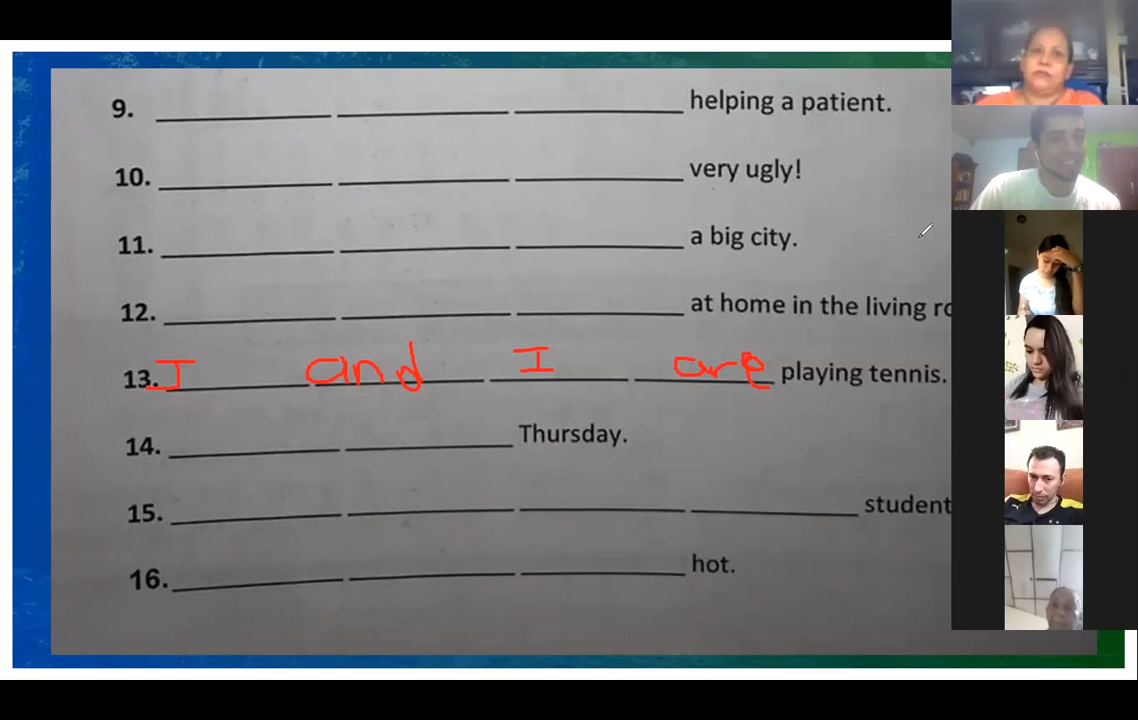 9. helping a patient.
10. very ugly!
11. a big city.
12. at home in the living
13. I and I are playing tennis.
14. Thursday.
15. student
16. hot.